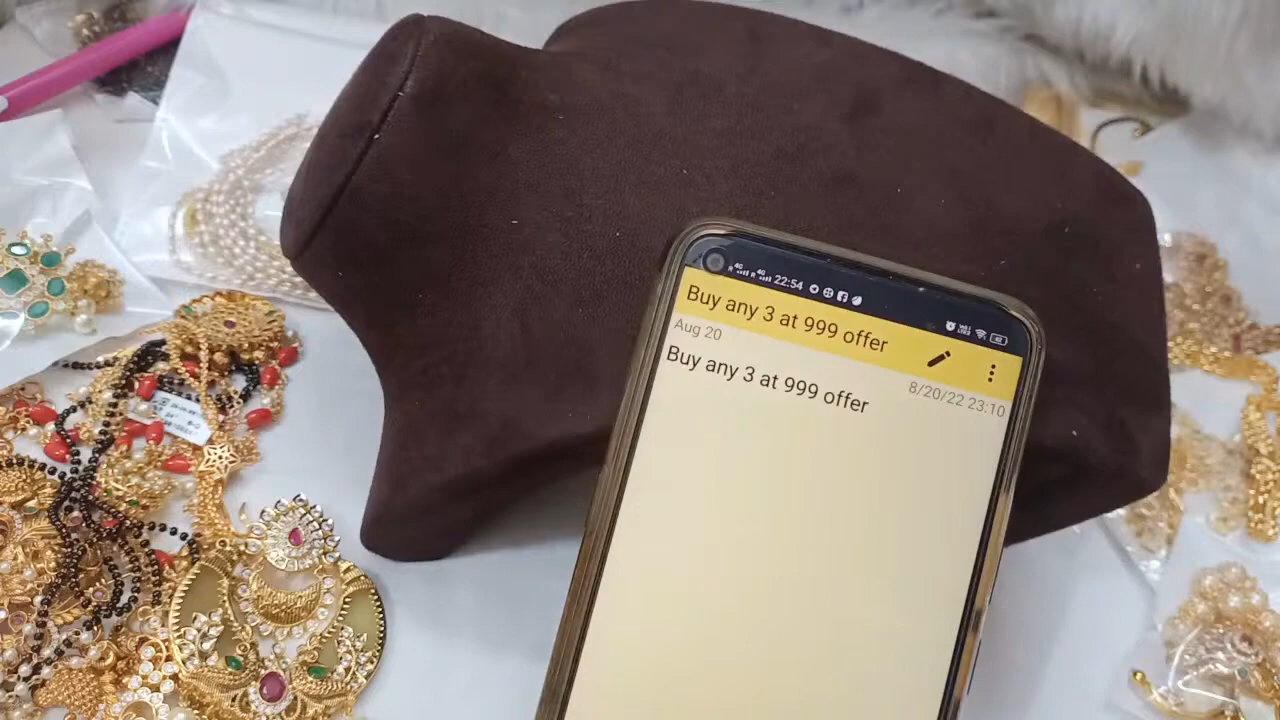 22:54
Buy any 3 at 999 offer
Aug 20
8/20/22 23:10
Buy any 3 at 999 offer